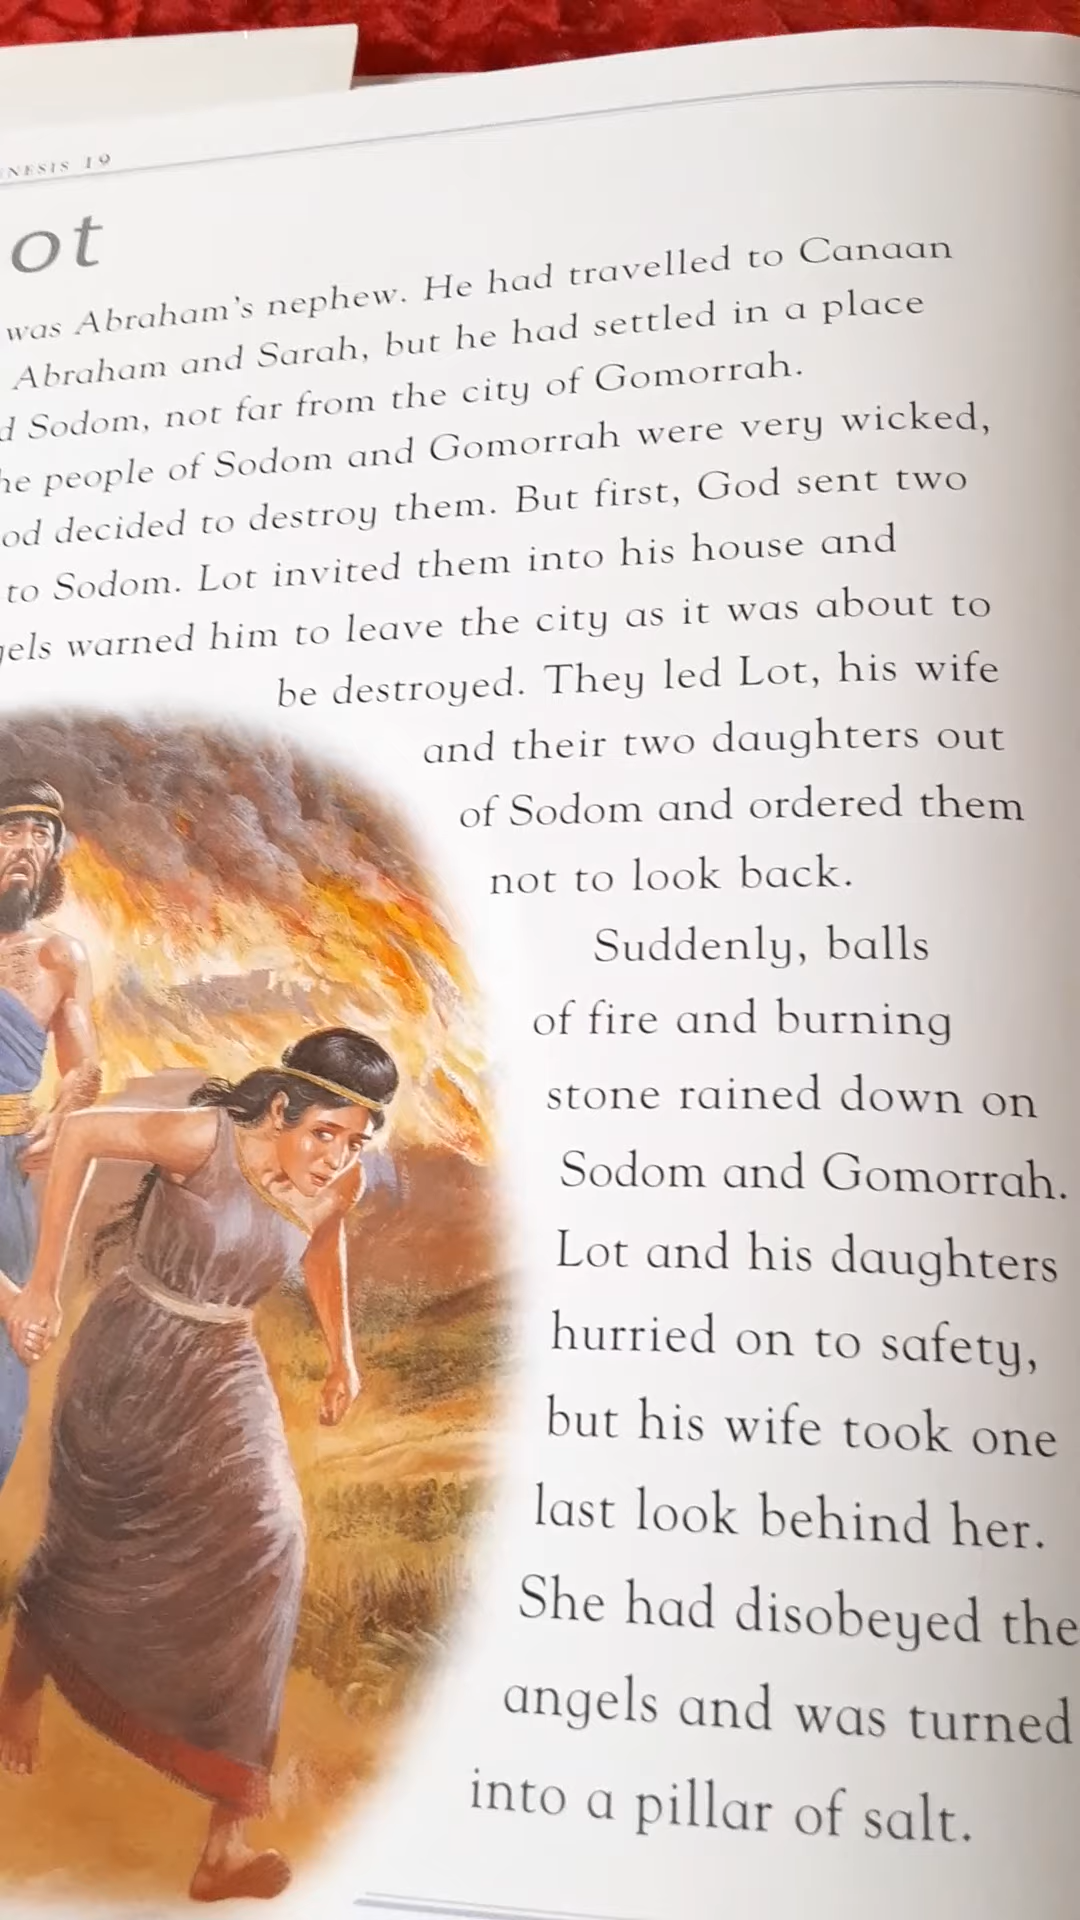 NESIS 19
ot
was Abraham's nephew. He had travelled to Canaan
Abraham and Sarah, but he had settled in a place
d Sodom, not far from the city of Gomorrah.
he people of Sodom and Gomorrah were very wicked,
od decided to destroy them. But first, God sent two
to Sodom. Lot invited them into his house and
gels warned him to leave the city as it was about to
be destroyed. They led Lot, his wife
and their two daughters out
of Sodom and ordered them
not to look back.
Suddenly, balls
of fire and burning
stone rained down on
Sodom and Gomorrah.
Lot and his daughters
hurried on to safety,
but his wife took one
last look behind her.
She had disobeyed the
angels and was turned
into a pillar of salt.